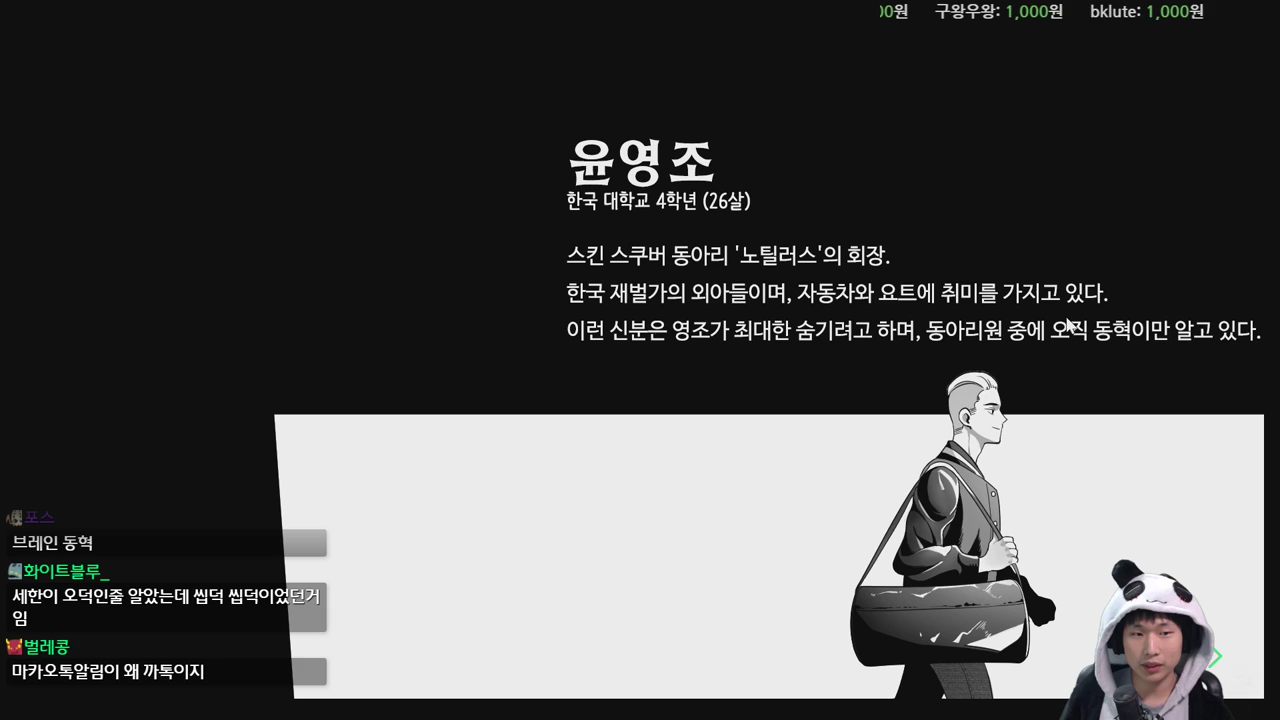 0원 구왕우왕: 1,000원 bklute: 1,000원
윤영조
한국 대학교 4학년 (26살)
스킨 스쿠버 동아리 '노틸러스'의 회장.
한국 재벌가의 외아들이며, 자동차와 요트에 취미를 가지고 있다.
이런 신분은 영조가 최대한 숨기려고 하며, 동아리원 중에 오직 동혁이만 알고 있다.
포스
브레인 동혁
화이트블루_
세한이 오덕인줄 알았는데 씹덕 씹덕이었던거
임
벌레콩
마카오톡알림이 왜 까톡이지